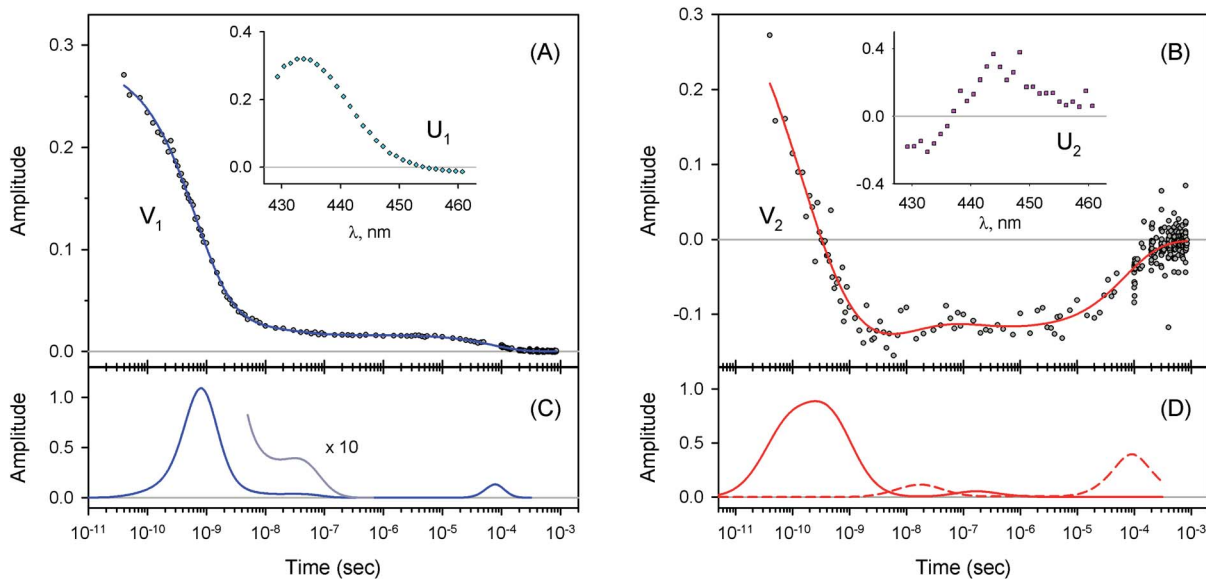 0.3
0.2
0.1
0.0
Amplitude
(A)
V1
0.4
0.2
0.0
430 440 450 460
λ, nm
U1
0.1
0.0
-0.1
0.3
0.2
Amplitude
(B)
V2
0.4
0.0
-0.4
430 440 450 460
λ, nm
U2
1.0
0.5
0.0
Amplitude
(C)
x 10
10-11 10-10 10-9 10-8 10-7 10-6 10-5 10-4 10-3
Time (sec)
1.0
0.5
0.0
Amplitude
(D)
10-10 10-9 10-8 10-7 10-6 10-5 10-4 10-3
Time (sec)